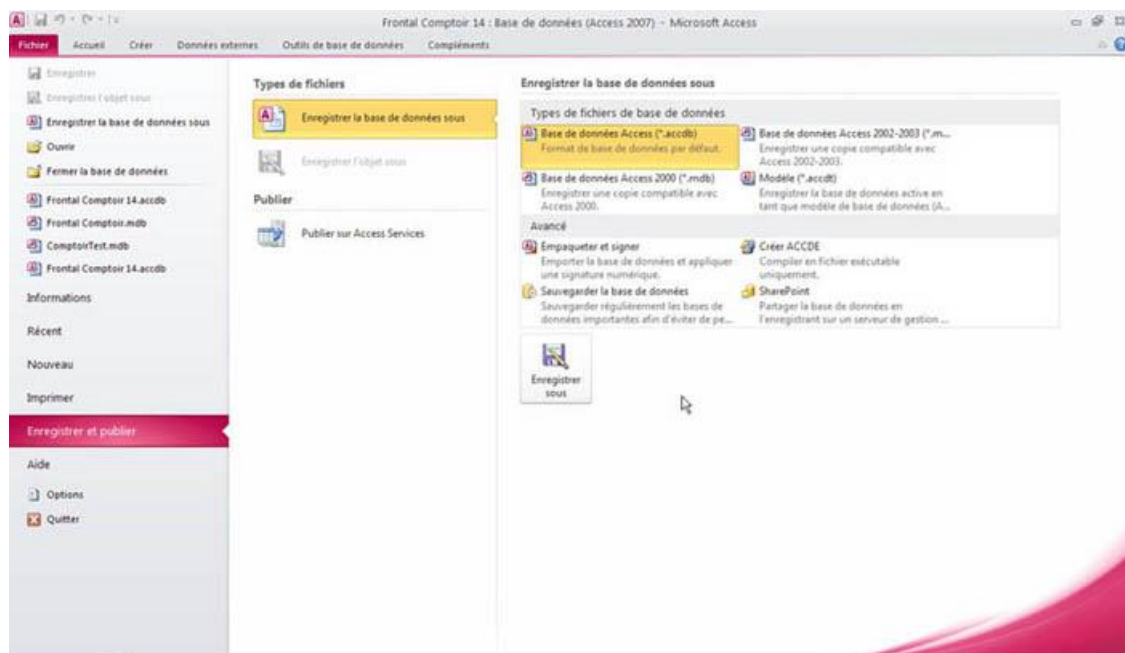 Frontal Comptoir 14 : Base de données (Access 2007) - Microsoft Access
Fichier Accueil Créer Données externes Outils de base de données Compléments
Enregistrer
Enregistrer l'objet sous
Enregistrer la base de données sous
Ouvrir
Fermer la base de données
Frontal Comptoir 14.accdb
Frontal Comptoir.mdb
ComptoirTest.mdb
Frontal Comptoir 14.accdb
Informations
Récent
Nouveau
Imprimer
Enregistrer et publier
Aide
Options
Quitter
Types de fichiers
Enregistrer la base de données sous
Enregistrer l'objet sous
Publier
Publier sur Access Services
Enregistrer la base de données sous
Types de fichiers de base de données
Base de données Access (*.accdb)
Format de base de données par défaut.
Base de données Access 2002-2003 (*.m...
Enregistrer une copie compatible avec
Access 2002-2003.
Base de données Access 2000 (*.mdb)
Enregistrer une copie compatible avec
Access 2000.
Modèle (*.accdt)
Enregistrer la base de données active en
tant que modèle de base de données (A...
Avancé
Empaqueter et signer
Emporter la base de données et appliquer
une signature numérique.
Créer ACCDE
Compiler en fichier exécutable
uniquement.
Sauvegarder la base de données
Sauvegarder régulièrement les bases de
données importantes afin d'éviter de pe...
SharePoint
Partager la base de données en
l'enregistrant sur un serveur de gestion ...
Enregistrer
sous